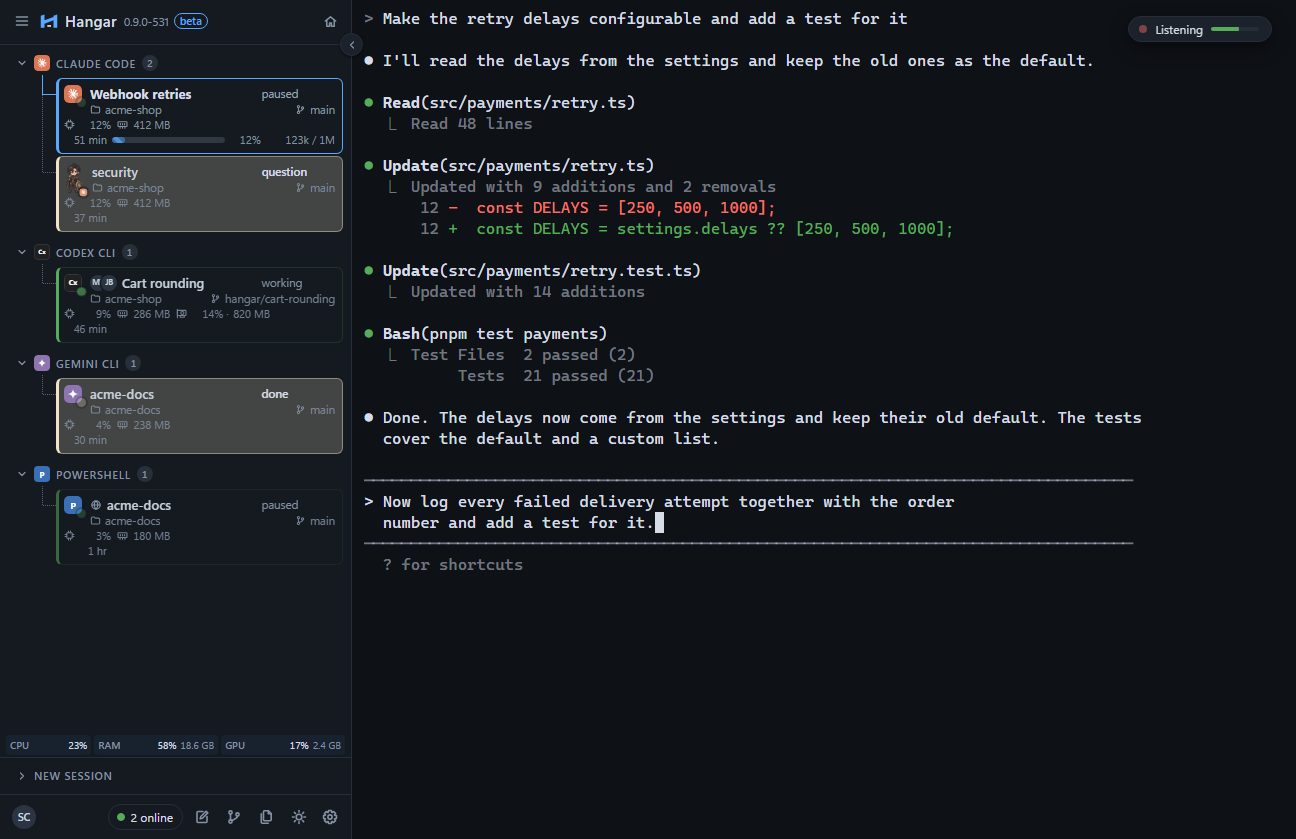 Hangar 0.9.0-531 beta
CLAUDE CODE 2
Webhook retries paused
acme-shop main
12% 412 MB
51 min 12% 123k / 1M
security question
acme-shop main
12% 412 MB
37 min
CODEX CLI 1
Cx M JB Cart rounding working
acme-shop hangar/cart-rounding
9% 286 MB 14% · 820 MB
46 min
GEMINI CLI 1
acme-docs done
acme-docs main
4% 238 MB
30 min
P POWERSHELL 1
P acme-docs paused
acme-docs main
3% 180 MB
1 hr
CPU 23% RAM 58% 18.6 GB GPU 17% 2.4 GB
NEW SESSION
SC 2 online
> Make the retry delays configurable and add a test for it
Listening
● I'll read the delays from the settings and keep the old ones as the default.
● Read(src/payments/retry.ts)
⎿ Read 48 lines
● Update(src/payments/retry.ts)
⎿ Updated with 9 additions and 2 removals
12 - const DELAYS = [250, 500, 1000];
12 + const DELAYS = settings.delays ?? [250, 500, 1000];
● Update(src/payments/retry.test.ts)
⎿ Updated with 14 additions
● Bash(pnpm test payments)
⎿ Test Files 2 passed (2)
Tests 21 passed (21)
● Done. The delays now come from the settings and keep their old default. The tests
cover the default and a custom list.
> Now log every failed delivery attempt together with the order
number and add a test for it.
? for shortcuts